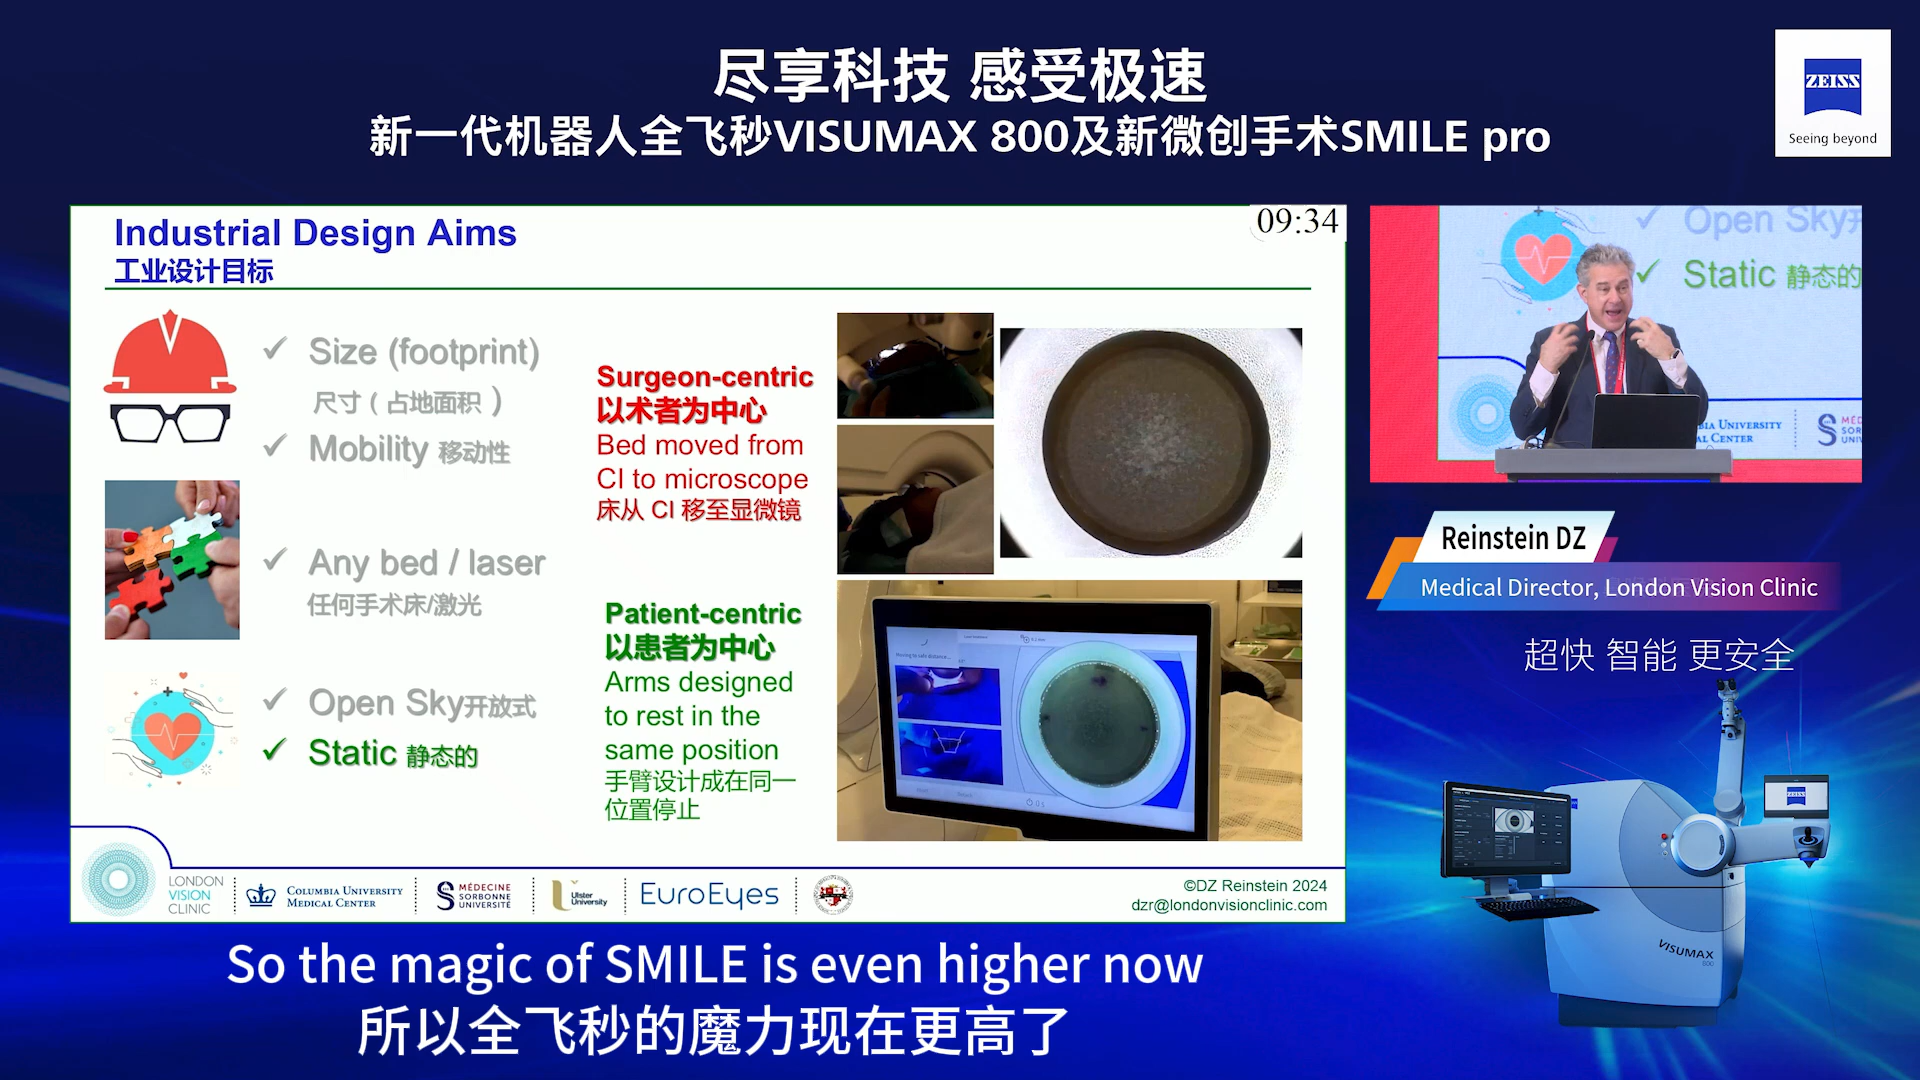 尽享科技 感受极速
新一代机器人全飞秒VISUMAX 800及新微创手术SMILE pro
ZEISS
Seeing beyond
09:34
Industrial Design Aims
工业设计目标
✓ Size (footprint)
尺寸（占地面积）
✓ Mobility 移动性
✓ Any bed / laser
任何手术床/激光
✓ Open Sky开放式
✓ Static 静态的
Surgeon-centric
以术者为中心
Bed moved from
CI to microscope
床从 CI 移至显微镜
Patient-centric
以患者为中心
Arms designed
to rest in the
same position
手臂设计成在同一
位置停止
LONDON
VISION
CLINIC
COLUMBIA UNIVERSITY
MEDICAL CENTER
MÉDECINE
SORBONNE
UNIVERSITÉ
Ulster
University
EuroEyes
©DZ Reinstein 2024
dzr@londonvisionclinic.com
Open Sky
✓ Static 静态的
BIA UNIVERSITY
AL CENTER
Reinstein DZ
Medical Director, London Vision Clinic
超快 智能 更安全
ZEISS
VISUMAX
800
So the magic of SMILE is even higher now
所以全飞秒的魔力现在更高了